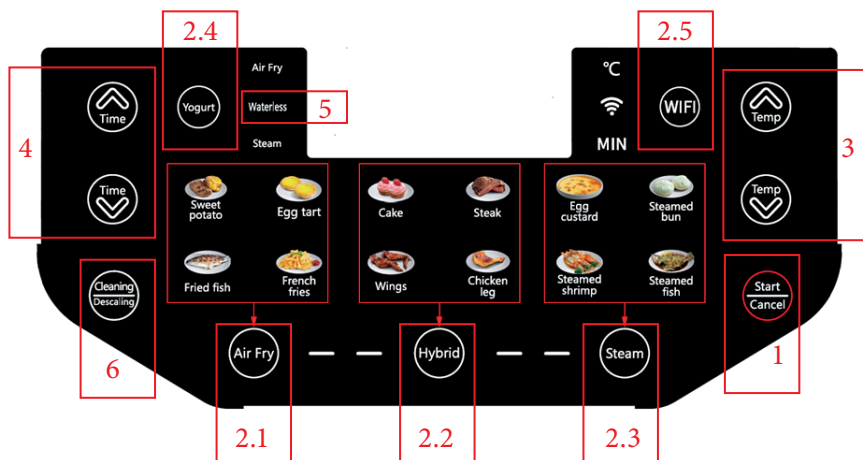 2.4
2.5
Air Fry
Yogurt
Waterless
5
Steam
°C
WIFI
MIN
Time
Time
4
Temp
Temp
3
Sweet
potato
Egg tart
Fried fish
French
fries
Cake
Steak
Wings
Chicken
leg
Egg
custard
Steamed
bun
Steamed
shrimp
Steamed
fish
Cleaning
Descaling
6
Start
Cancel
1
Air Fry
Hybrid
Steam
2.1
2.2
2.3